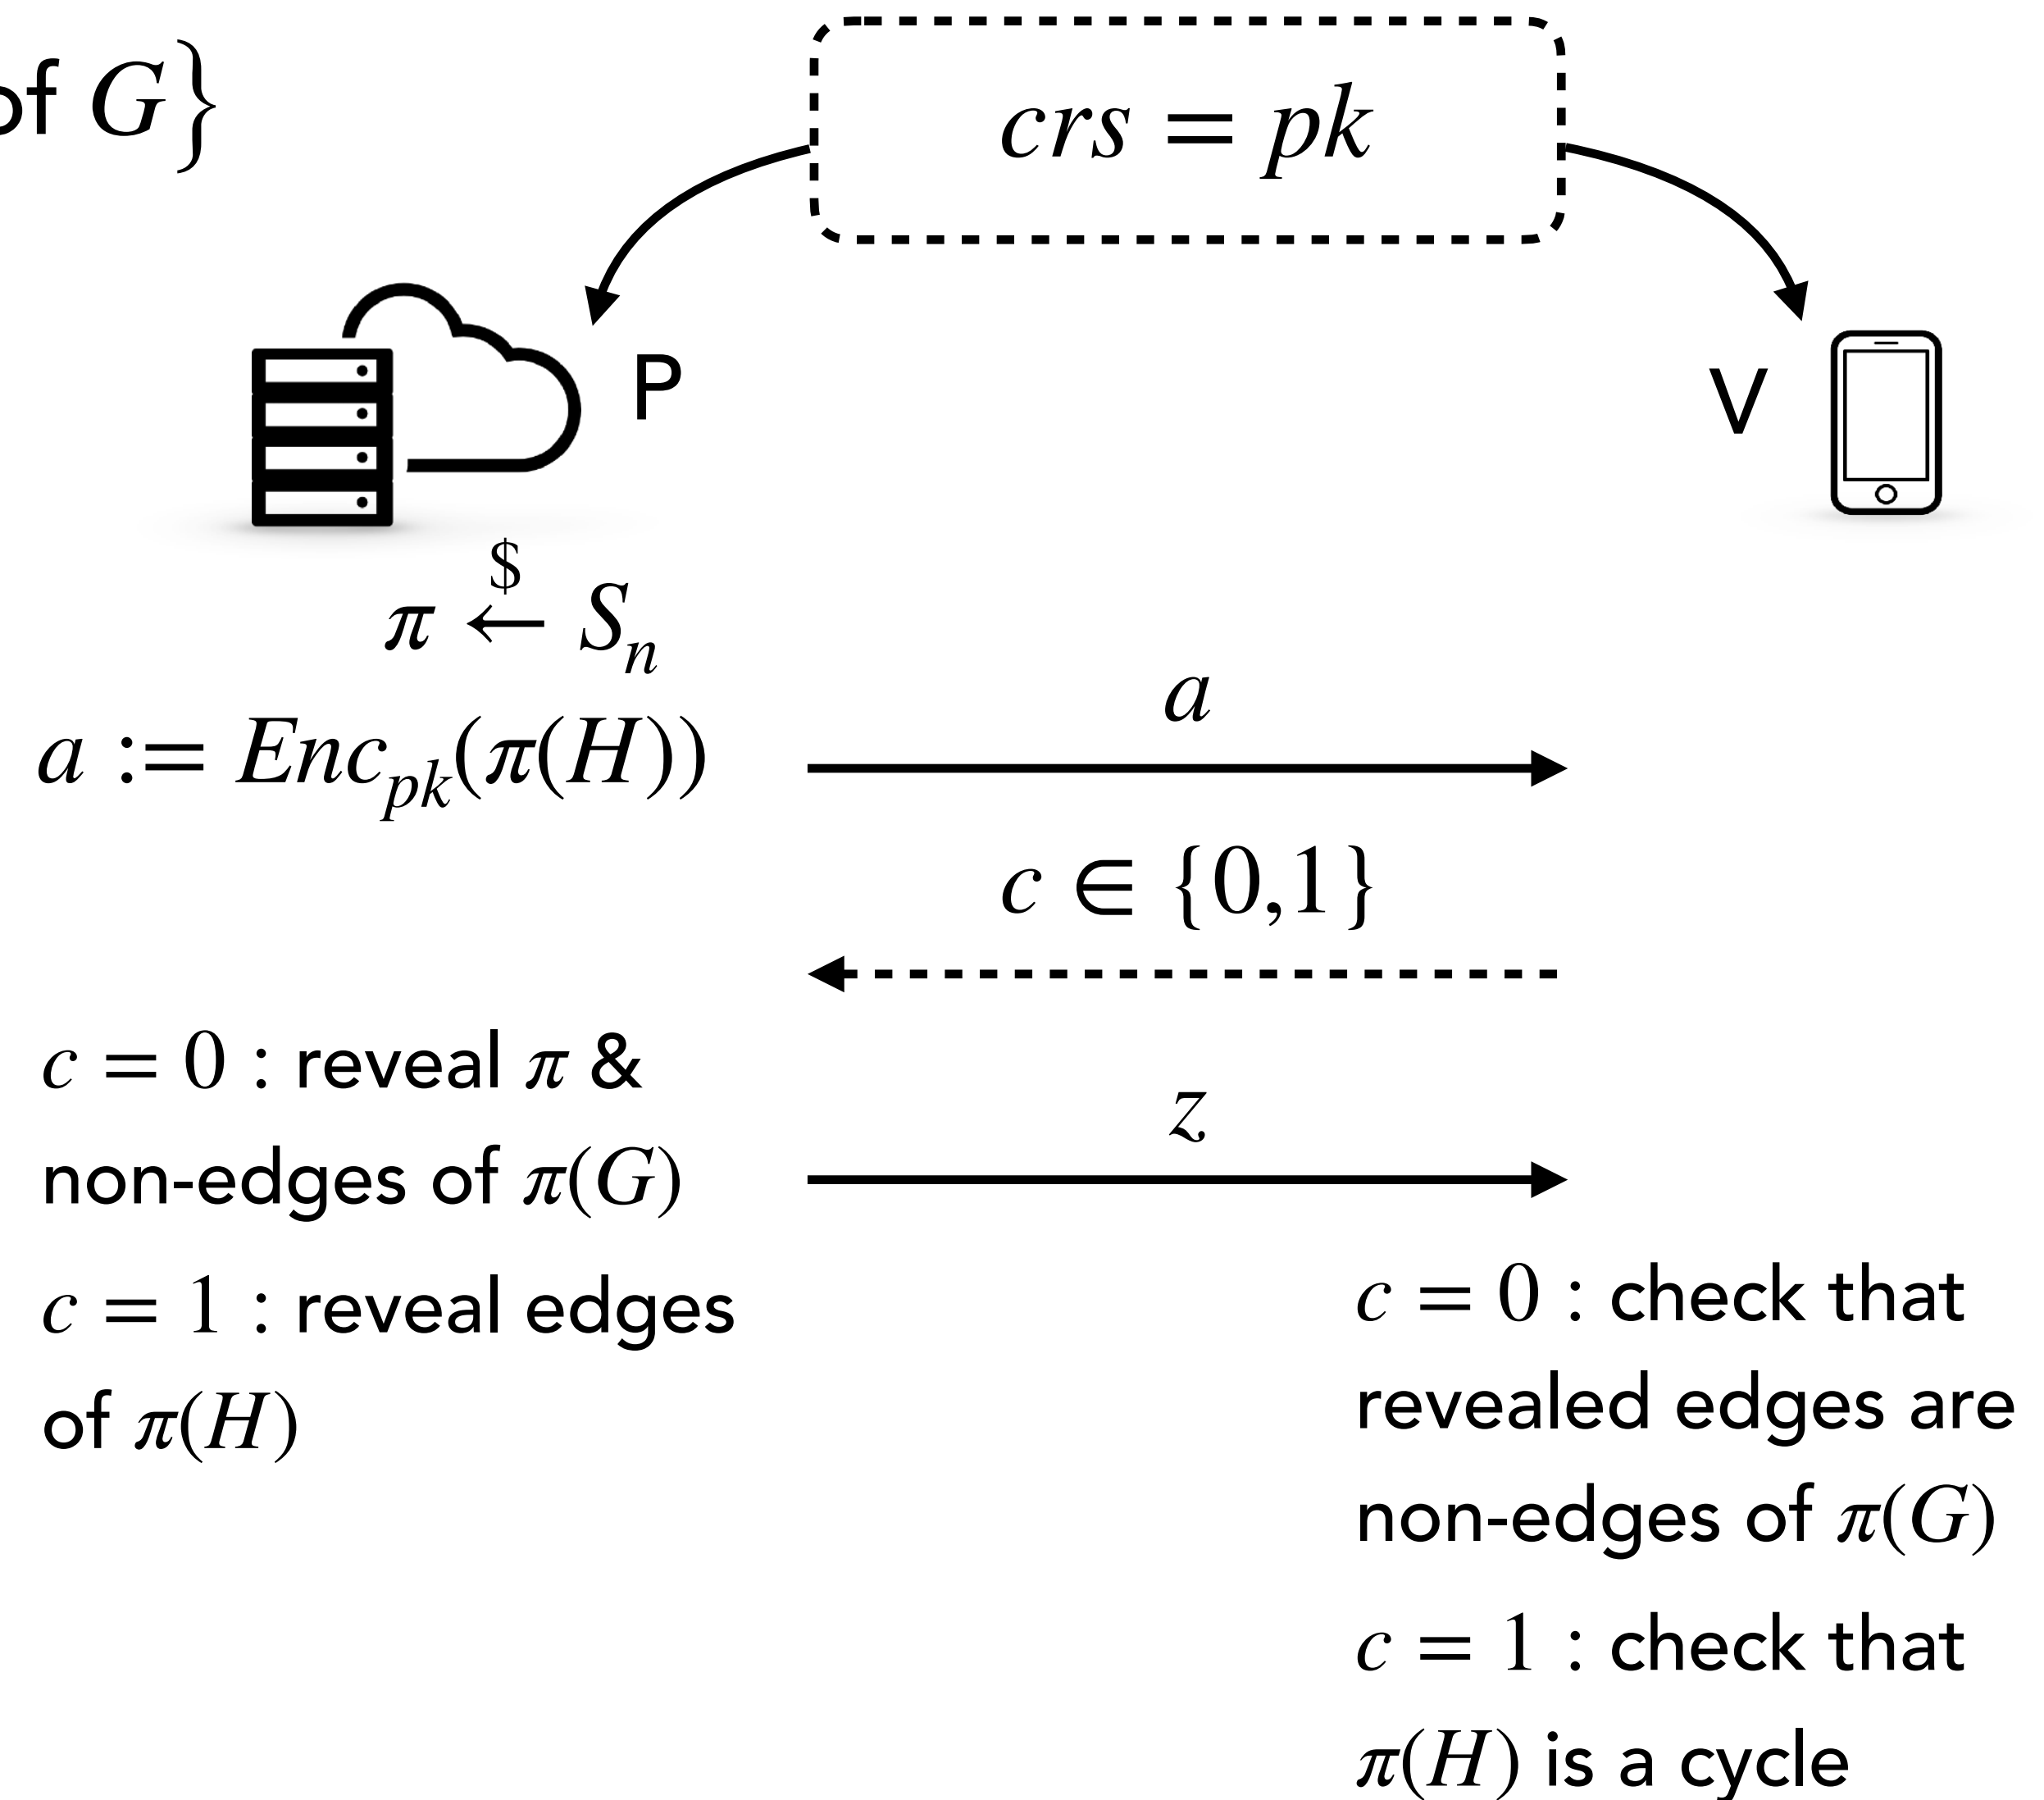 of G}
crs = pk
P
V
π ←$ Sₙ
a := Encₚₖ(π(H))
a
c ∈ {0,1}
c = 0 : reveal π &
non-edges of π(G)
c = 1 : reveal edges
of π(H)
z
c = 0 : check that
revealed edges are
non-edges of π(G)
c = 1 : check that
π(H) is a cycle